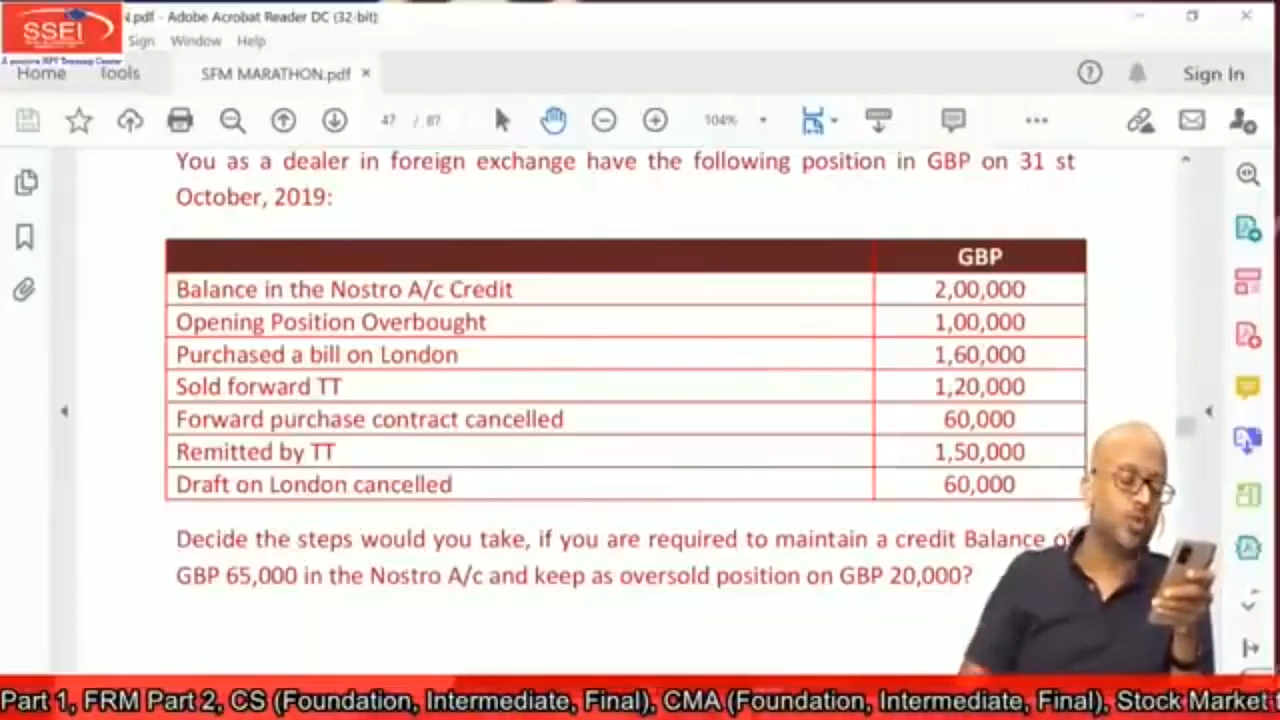 SSEI
N.pdf - Adobe Acrobat Reader DC (32-bit)
Sign Window Help
Home Tools SFM MARATHON.pdf × Sign In
47 / 87 104%
You as a dealer in foreign exchange have the following position in GBP on 31 st
October, 2019:
GBP
Balance in the Nostro A/c Credit 2,00,000
Opening Position Overbought 1,00,000
Purchased a bill on London 1,60,000
Sold forward TT 1,20,000
Forward purchase contract cancelled 60,000
Remitted by TT 1,50,000
Draft on London cancelled 60,000
Decide the steps would you take, if you are required to maintain a credit Balance of
GBP 65,000 in the Nostro A/c and keep as oversold position on GBP 20,000?
Part 1, FRM Part 2, CS (Foundation, Intermediate, Final), CMA (Foundation, Intermediate, Final), Stock Market